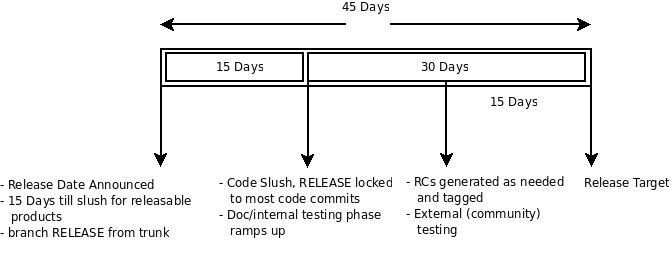 45 Days
15 Days
30 Days
15 Days
- Release Date Announced
- 15 Days till slush for releasable
products
- branch RELEASE from trunk
- Code Slush, RELEASE locked
to most code commits
- Doc/internal testing phase
ramps up
- RCs generated as needed
and tagged
- External (community)
testing
Release Target